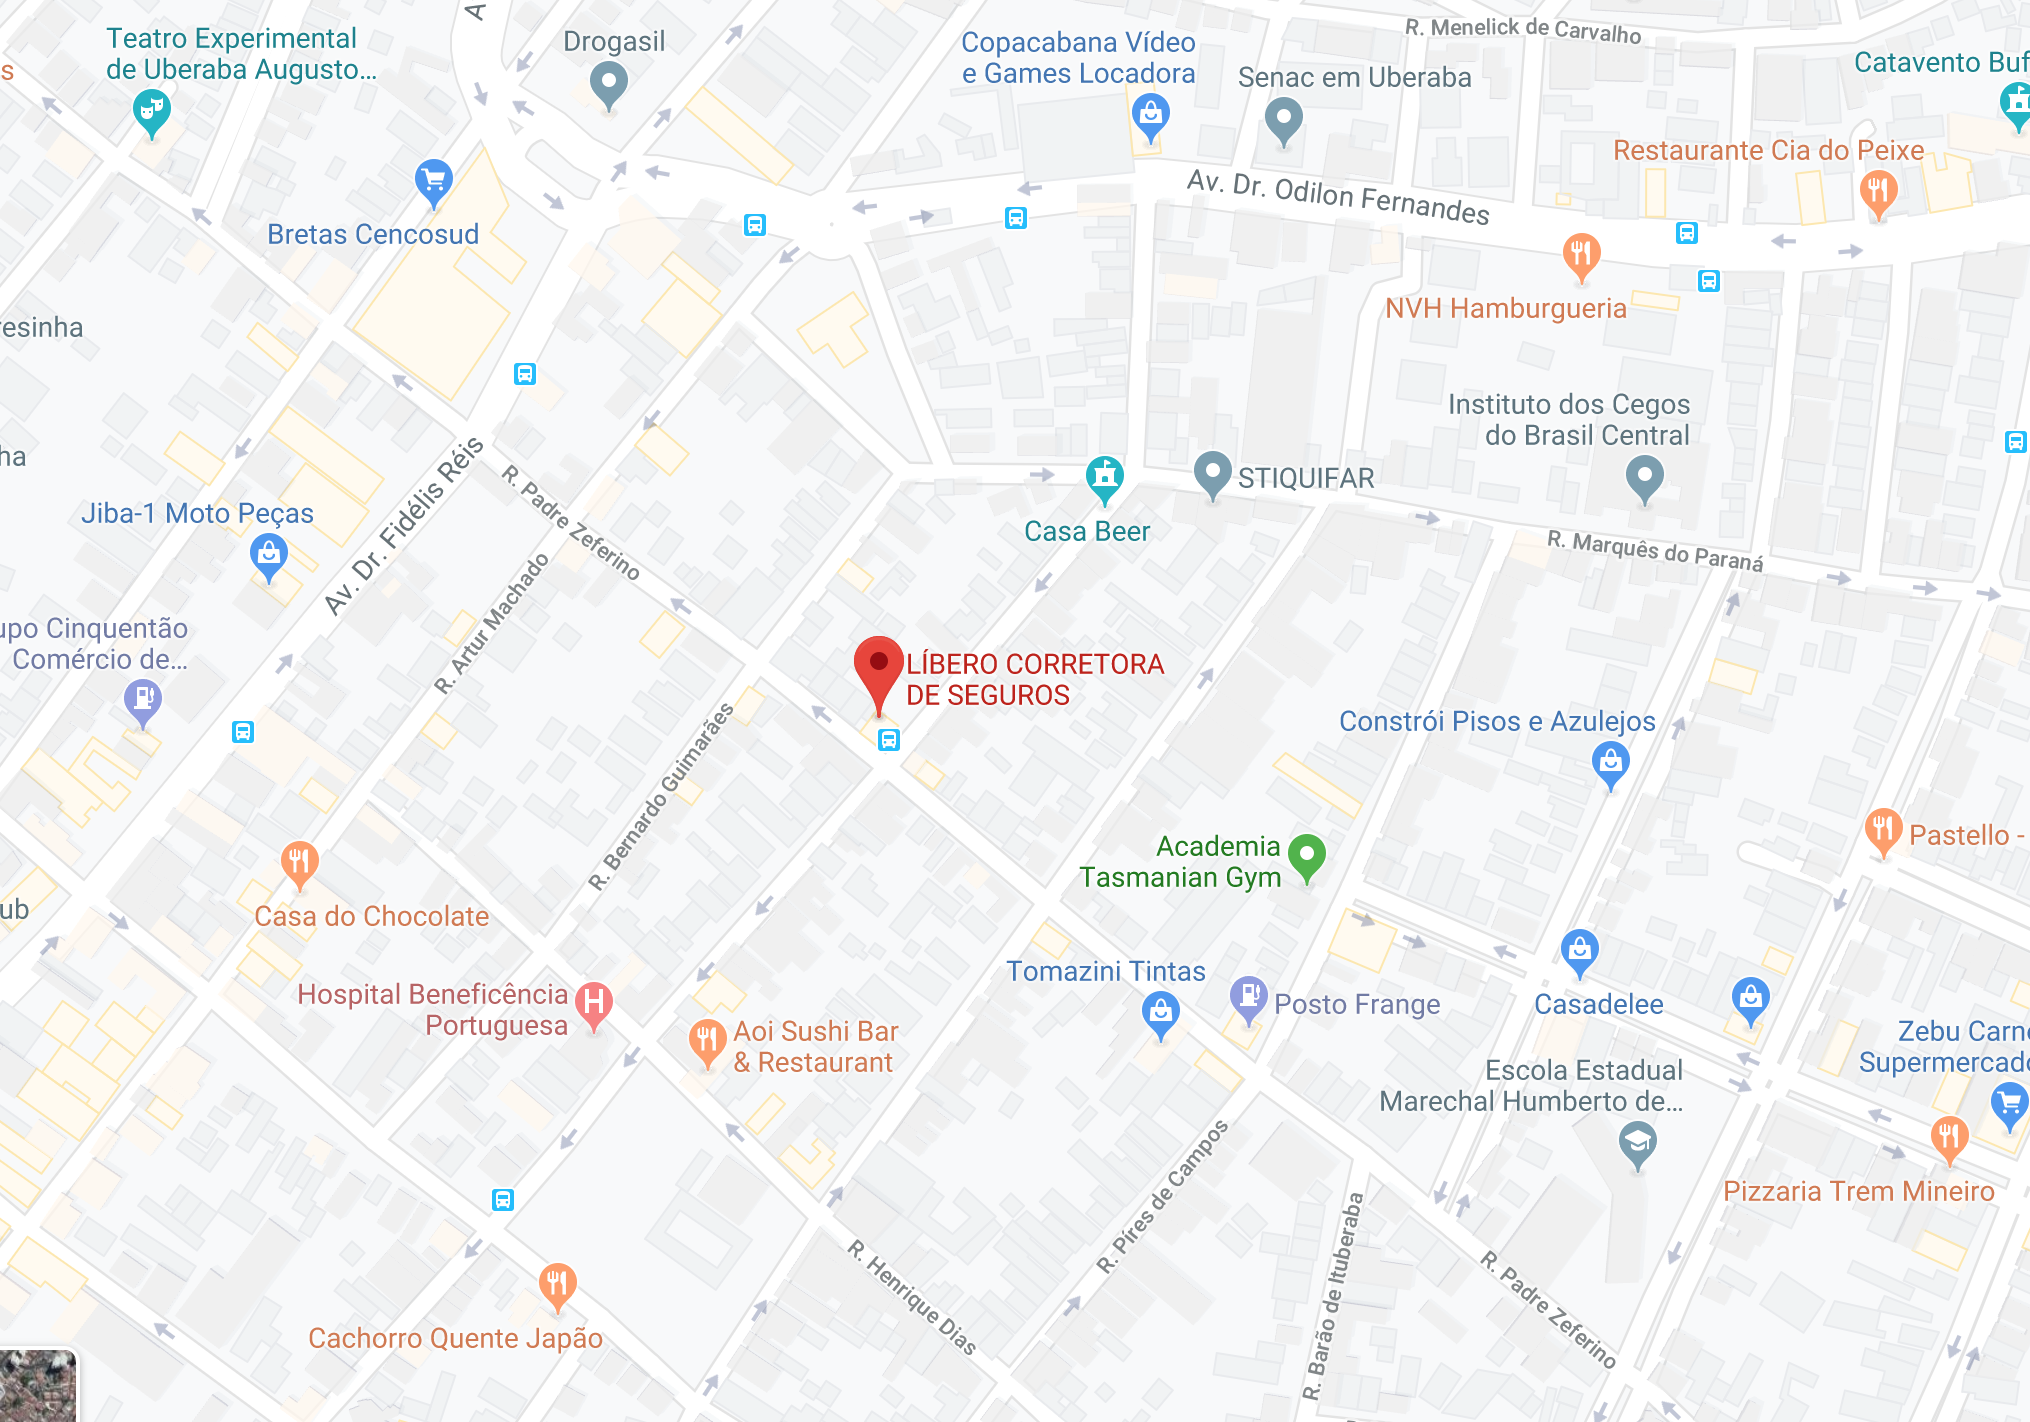 A
Teatro Experimental
de Uberaba Augusto...
s
Drogasil
Copacabana Vídeo
e Games Locadora
R. Menelick de Carvalho
Senac em Uberaba
Catavento Buf
Restaurante Cia do Peixe
Av. Dr. Odilon Fernandes
Bretas Cencosud
NVH Hamburgueria
resinha
Instituto dos Cegos
do Brasil Central
ha
STIQUIFAR
Casa Beer
Jiba-1 Moto Peças
Av. Dr. Fidélis Réis
R. Padre Zeferino
R. Marquês do Paraná
R. Artur Machado
upo Cinquentão
Comércio de...
LÍBERO CORRETORA
DE SEGUROS
Constrói Pisos e Azulejos
R. Bernardo Guimarães
Academia
Tasmanian Gym
Pastello -
ub
Casa do Chocolate
Tomazini Tintas
Hospital Beneficência
Portuguesa
Posto Frange
Casadelee
Aoi Sushi Bar
& Restaurant
Zebu Carne
Supermercado
Escola Estadual
Marechal Humberto de...
R. Píres de Campos
Pizzaria Trem Mineiro
R. Barão de Ituberaba
R. Henrique Dias
R. Padre Zeferino
Cachorro Quente Japão